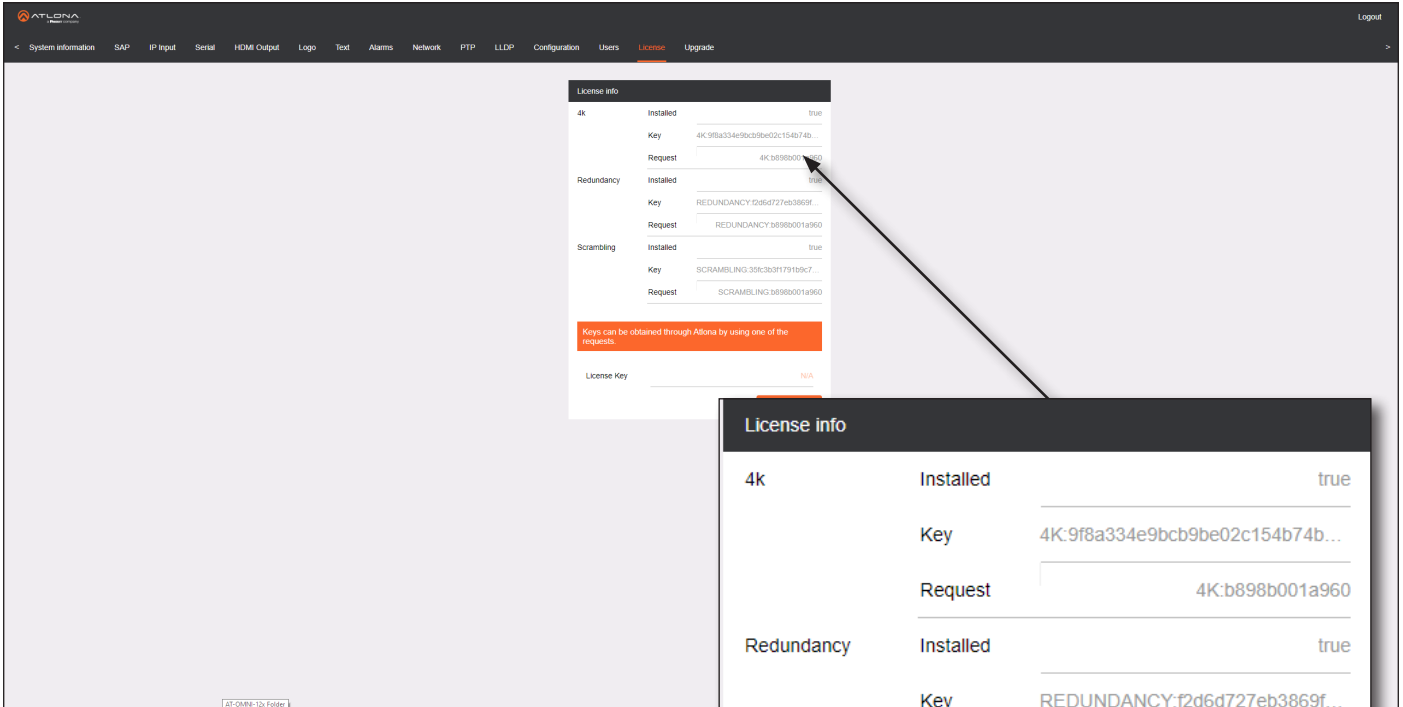 ATLONA
Logout
< System information SAP IP Input Serial HDMI Output Logo Text Alarms Network PTP LLDP Configuration Users License Upgrade >
License info
4k Installed true
Key 4K:9f8a334e9bcb9be02c154b74b...
Request 4K:b898b001a960
Redundancy Installed true
Key REDUNDANCY:f2d6d727eb3869f...
Request REDUNDANCY:b898b001a960
Scrambling Installed true
Key SCRAMBLING:35fc3b3f1791b9c7...
Request SCRAMBLING:b898b001a960
Keys can be obtained through Atlona by using one of the
requests.
License Key N/A
License info
4k Installed true
Key 4K:9f8a334e9bcb9be02c154b74b...
Request 4K:b898b001a960
Redundancy Installed true
Key REDUNDANCY:f2d6d727eb3869f...
AT-OMNI-12x Folder